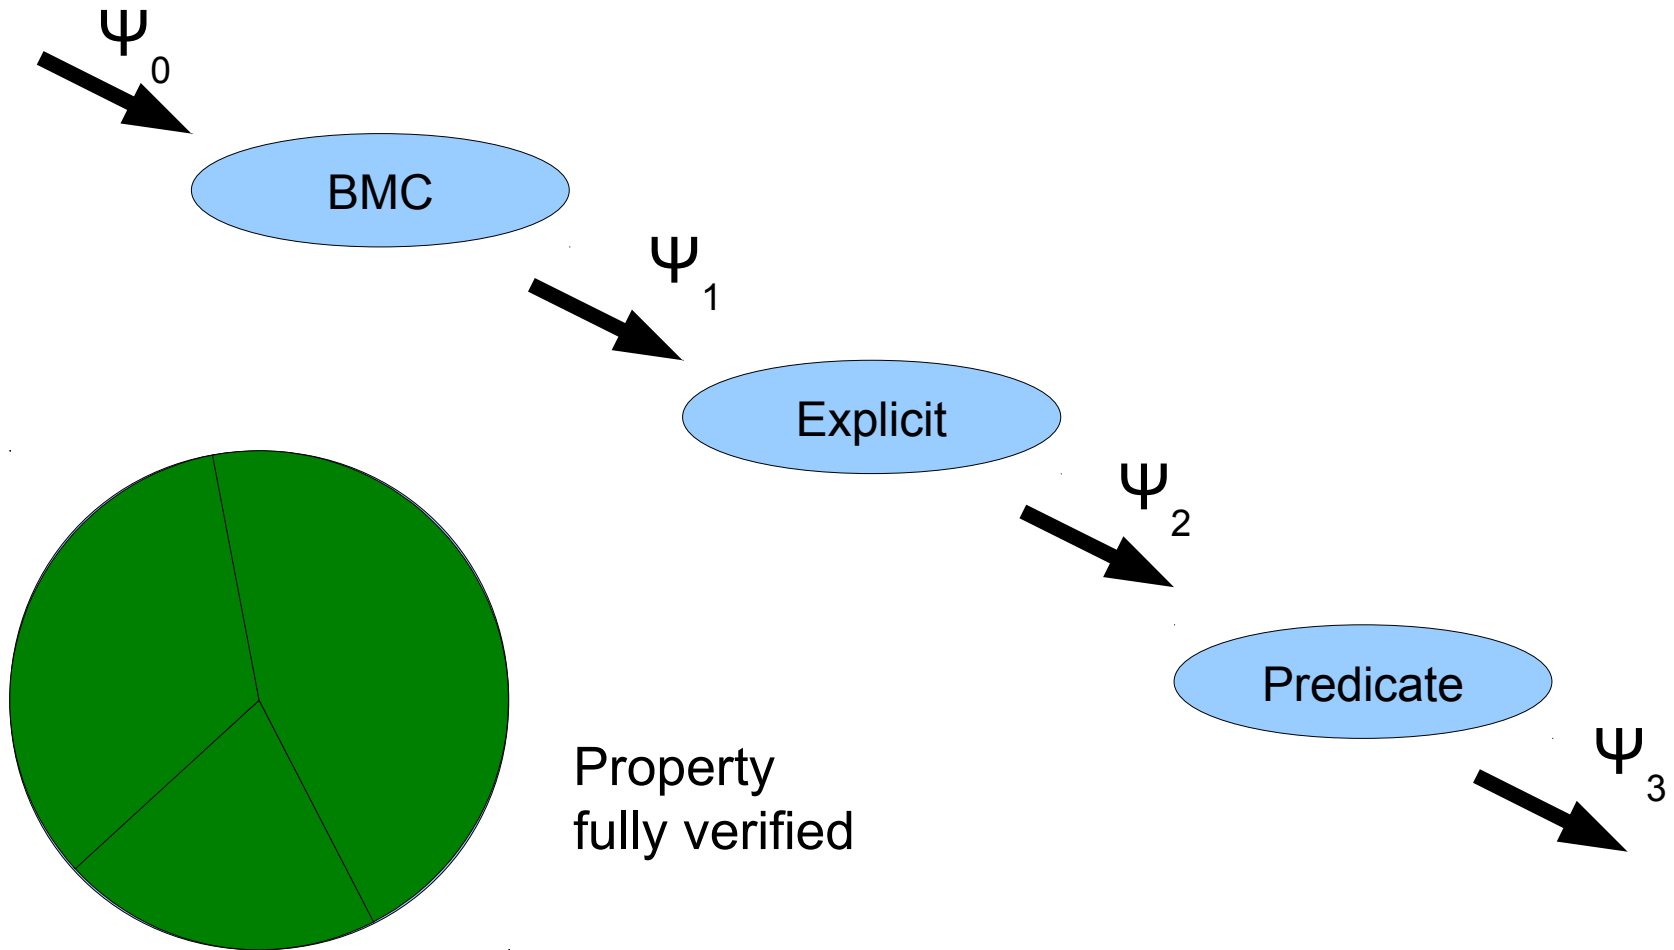 Ψ0
BMC
Ψ1
Explicit
Ψ2
Predicate
Ψ3
Property
fully verified